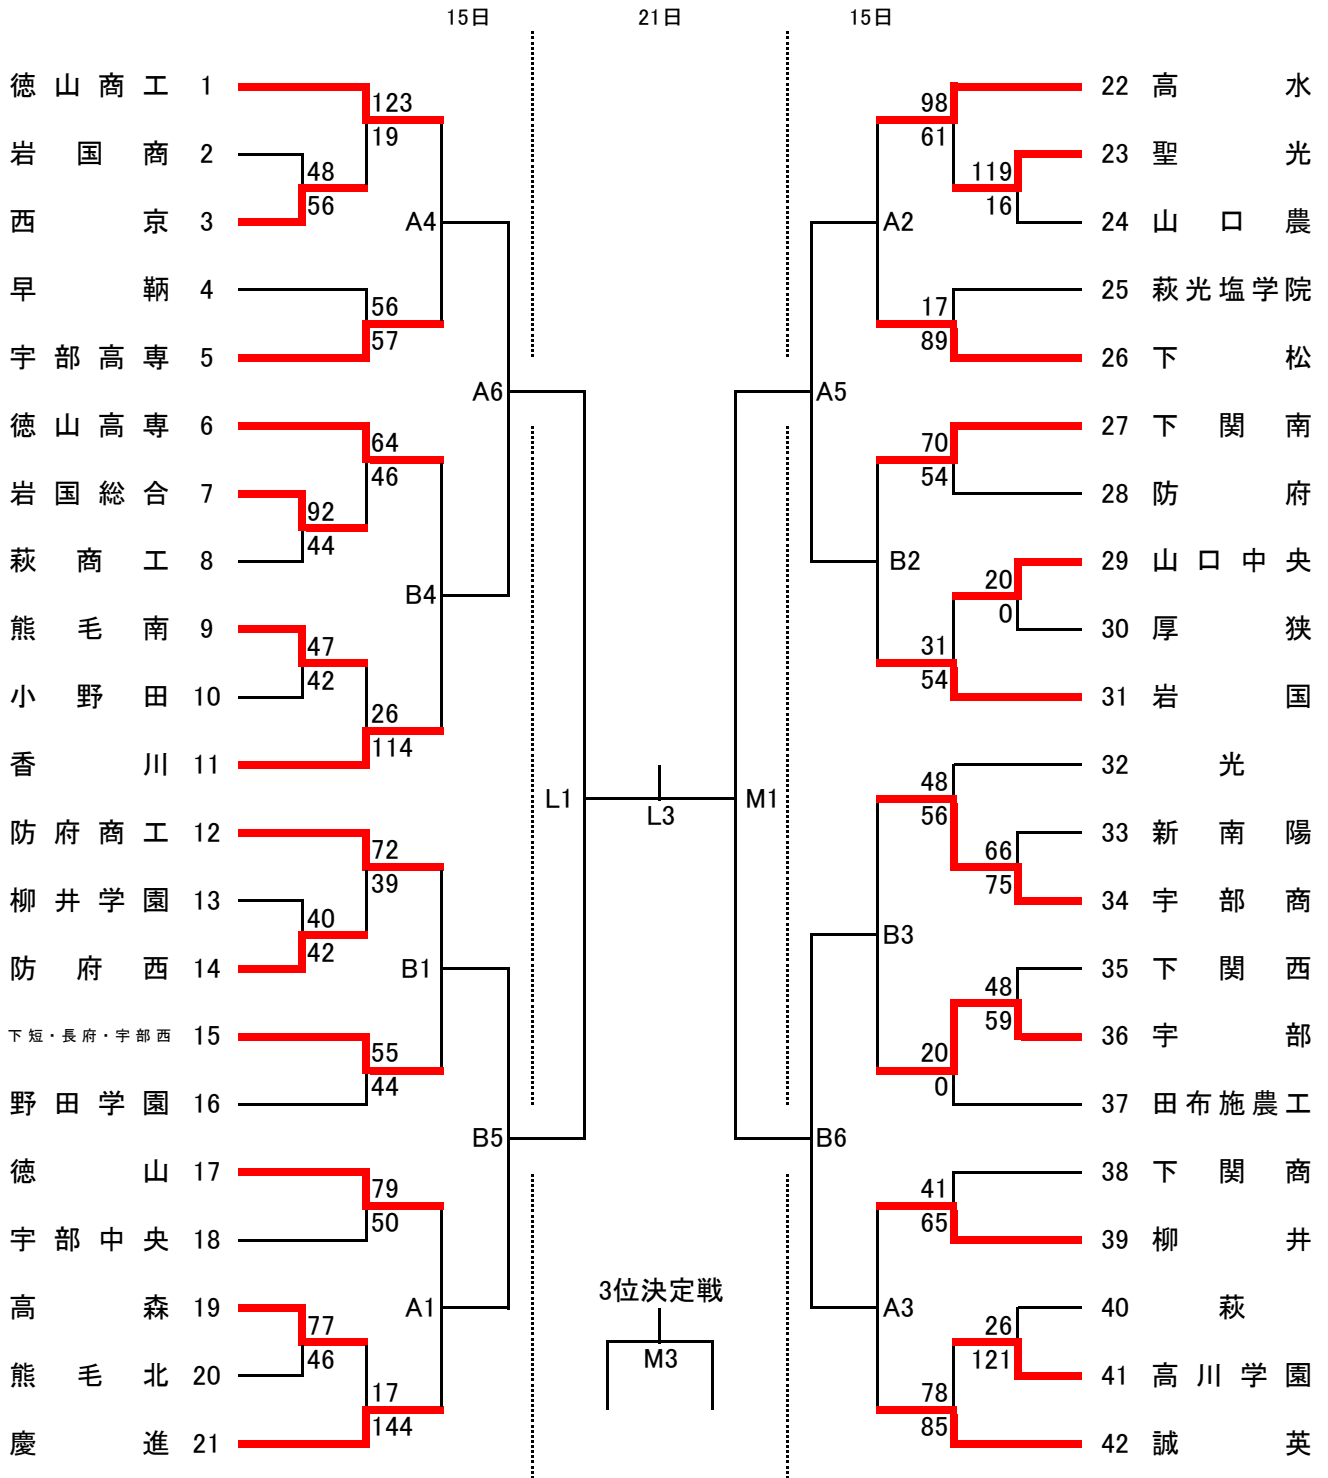 15日 21日 15日
徳山商工 1
岩国商 2
西京 3
早鞆 4
宇部高専 5
徳山高専 6
岩国総合 7
萩商工 8
熊毛南 9
小野田 10
香川 11
防府商工 12
柳井学園 13
防府西 14
下短・長府・宇部西 15
野田学園 16
徳山 17
宇部中央 18
高森 19
熊毛北 20
慶進 21
123
19
48
56
A4
56
57
A6
64
46
92
44
B4
47
42
26
114
L1
72
39
40
42
B1
55
44
B5
79
50
A1
77
46
17
144
L3
3位決定戦
M3
98
61
119
16
A2
17
89
A5
70
54
B2
20
0
31
54
M1
48
56
66
75
B3
48
59
20
0
B6
41
65
A3
26
121
78
85
22 高水
23 聖光
24 山口農
25 萩光塩学院
26 下松
27 下関南
28 防府
29 山口中央
30 厚狭
31 岩国
32 光
33 新南陽
34 宇部商
35 下関西
36 宇部
37 田布施農工
38 下関商
39 柳井
40 萩
41 高川学園
42 誠英